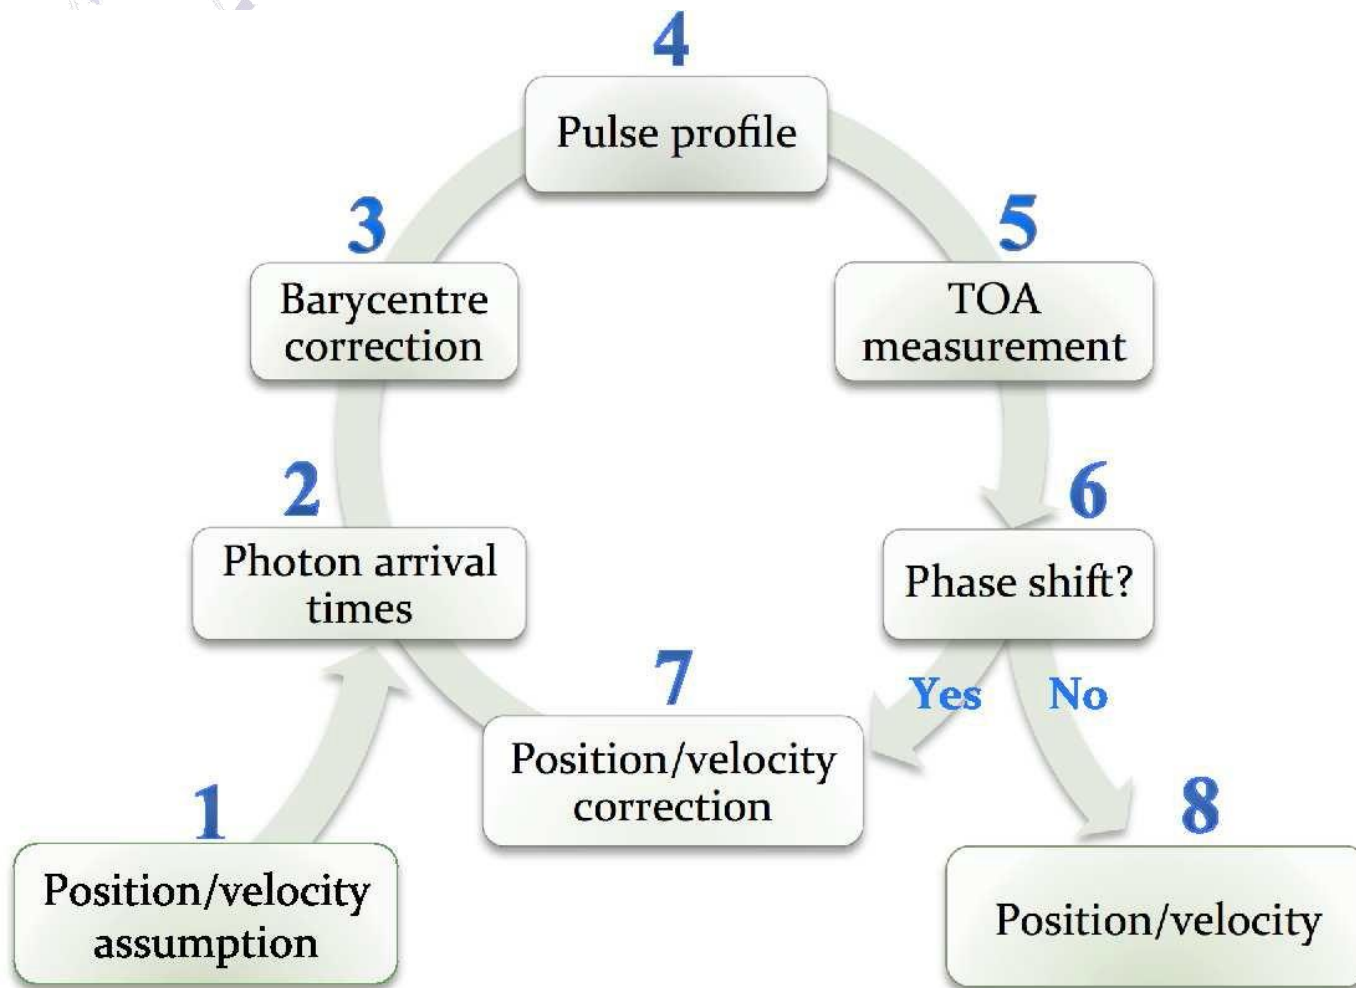 4
Pulse profile
3
Barycentre
correction
5
TOA
measurement
2
Photon arrival
times
6
Phase shift?
Yes
No
7
Position/velocity
correction
1
Position/velocity
assumption
8
Position/velocity